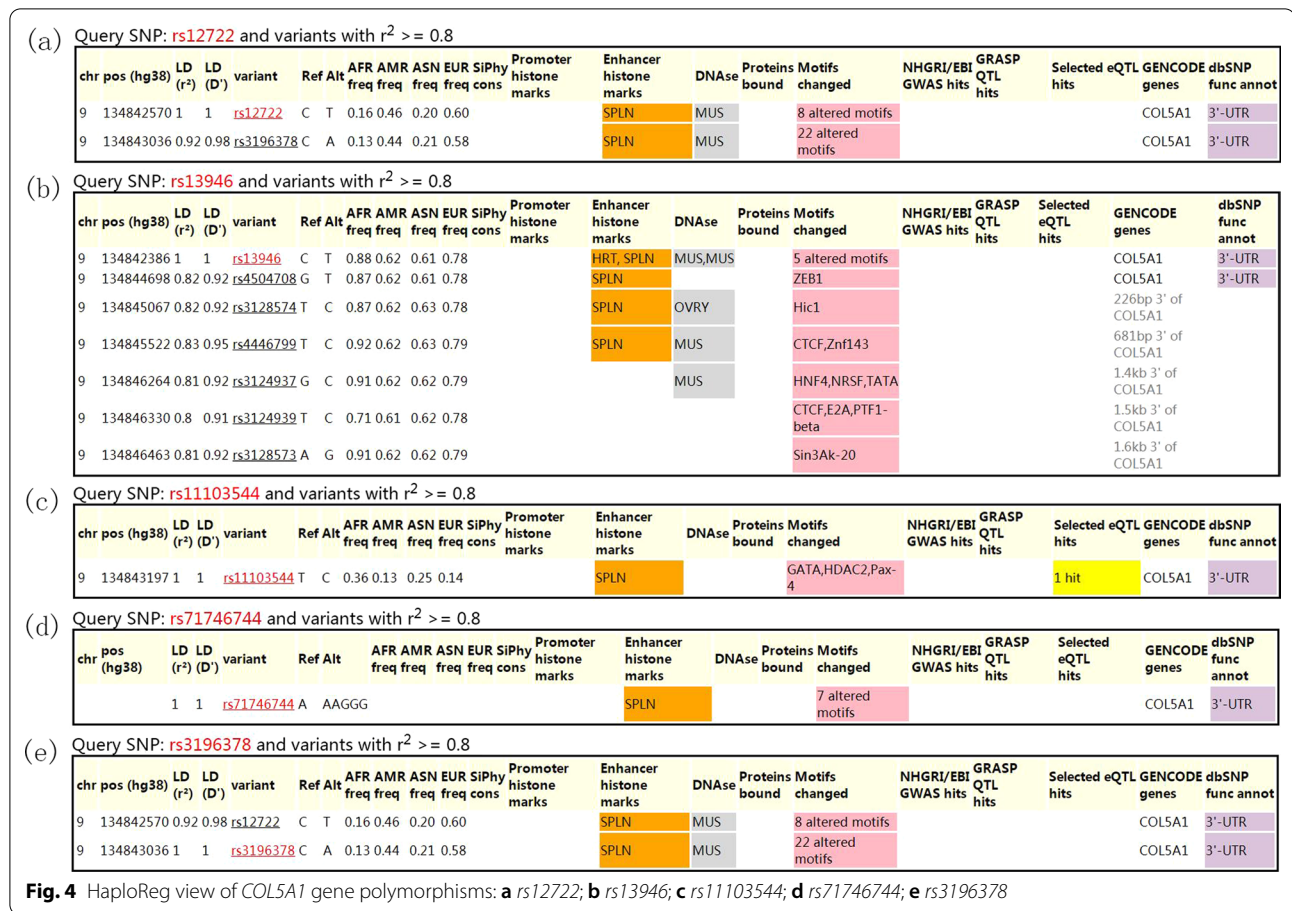 (a) Query SNP: rs12722 and variants with r² >= 0.8
chr pos (hg38) LD (r²) LD (D') variant Ref Alt AFR freq AMR freq ASN freq EUR freq SiPhy cons Promoter histone marks Enhancer histone marks DNAse Proteins bound Motifs changed NHGRI/EBI GWAS hits GRASP QTL hits Selected eQTL hits GENCODE genes dbSNP func annot
9 134842570 1 1 rs12722 C T 0.16 0.46 0.20 0.60 SPLN MUS 8 altered motifs COL5A1 3'-UTR
9 134843036 0.92 0.98 rs3196378 C A 0.13 0.44 0.21 0.58 SPLN MUS 22 altered motifs COL5A1 3'-UTR
(b) Query SNP: rs13946 and variants with r² >= 0.8
chr pos (hg38) LD (r²) LD (D') variant Ref Alt AFR freq AMR freq ASN freq EUR freq SiPhy cons Promoter histone marks Enhancer histone marks DNAse Proteins bound Motifs changed NHGRI/EBI GWAS hits GRASP QTL hits Selected eQTL hits GENCODE genes dbSNP func annot
9 134842386 1 1 rs13946 C T 0.88 0.62 0.61 0.78 HRT, SPLN MUS,MUS 5 altered motifs COL5A1 3'-UTR
9 134844698 0.82 0.92 rs4504708 G T 0.87 0.62 0.61 0.78 SPLN ZEB1 COL5A1 3'-UTR
9 134845067 0.82 0.92 rs3128574 T C 0.87 0.62 0.63 0.78 SPLN OVRY Hic1 226bp 3' of COL5A1
9 134845522 0.83 0.95 rs4446799 T C 0.92 0.62 0.63 0.79 SPLN MUS CTCF,Znf143 681bp 3' of COL5A1
9 134846264 0.81 0.92 rs3124937 G C 0.91 0.62 0.62 0.79 MUS HNF4,NRSF,TATA 1.4kb 3' of COL5A1
9 134846330 0.8 0.91 rs3124939 T C 0.71 0.61 0.62 0.78 CTCF,E2A,PTF1-beta 1.5kb 3' of COL5A1
9 134846463 0.81 0.92 rs3128573 A G 0.91 0.62 0.62 0.79 Sin3Ak-20 1.6kb 3' of COL5A1
(c) Query SNP: rs11103544 and variants with r² >= 0.8
chr pos (hg38) LD (r²) LD (D') variant Ref Alt AFR freq AMR freq ASN freq EUR freq SiPhy cons Promoter histone marks Enhancer histone marks DNAse Proteins bound Motifs changed NHGRI/EBI GWAS hits GRASP QTL hits Selected eQTL hits GENCODE genes dbSNP func annot
9 134843197 1 1 rs11103544 T C 0.36 0.13 0.25 0.14 SPLN GATA,HDAC2,Pax-4 1 hit COL5A1 3'-UTR
(d) Query SNP: rs71746744 and variants with r² >= 0.8
chr pos (hg38) LD (r²) LD (D') variant Ref Alt AFR freq AMR freq ASN freq EUR freq SiPhy cons Promoter histone marks Enhancer histone marks DNAse Proteins bound Motifs changed NHGRI/EBI GWAS hits GRASP QTL hits Selected eQTL hits GENCODE genes dbSNP func annot
1 1 rs71746744 A AAGGG SPLN 7 altered motifs COL5A1 3'-UTR
(e) Query SNP: rs3196378 and variants with r² >= 0.8
chr pos (hg38) LD (r²) LD (D') variant Ref Alt AFR freq AMR freq ASN freq EUR freq SiPhy cons Promoter histone marks Enhancer histone marks DNAse Proteins bound Motifs changed NHGRI/EBI GWAS hits GRASP QTL hits Selected eQTL hits GENCODE genes dbSNP func annot
9 134842570 0.92 0.98 rs12722 C T 0.16 0.46 0.20 0.60 SPLN MUS 8 altered motifs COL5A1 3'-UTR
9 134843036 1 1 rs3196378 C A 0.13 0.44 0.21 0.58 SPLN MUS 22 altered motifs COL5A1 3'-UTR
Fig. 4 HaploReg view of COL5A1 gene polymorphisms: a rs12722; b rs13946; c rs11103544; d rs71746744; e rs3196378